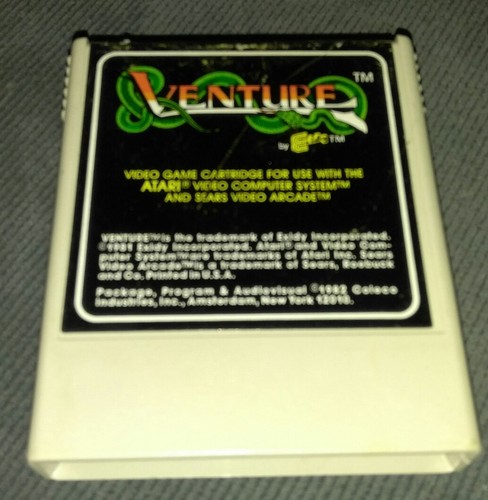 VENTURE TM
by Exidy TM
VIDEO GAME CARTRIDGE FOR USE WITH THE
ATARI® VIDEO COMPUTER SYSTEM™
AND SEARS VIDEO ARCADE™
VENTURE™ is the trademark of Exidy Incorporated.
©1981 Exidy Incorporated. Atari® and Video Com-
puter System™ are trademarks of Atari Inc. Sears
Video Arcade™ is a trademark of Sears, Roebuck
and Co. Printed in U.S.A.
Package, Program & Audiovisual ©1982 Coleco
Industries, Inc., Amsterdam, New York 12010.